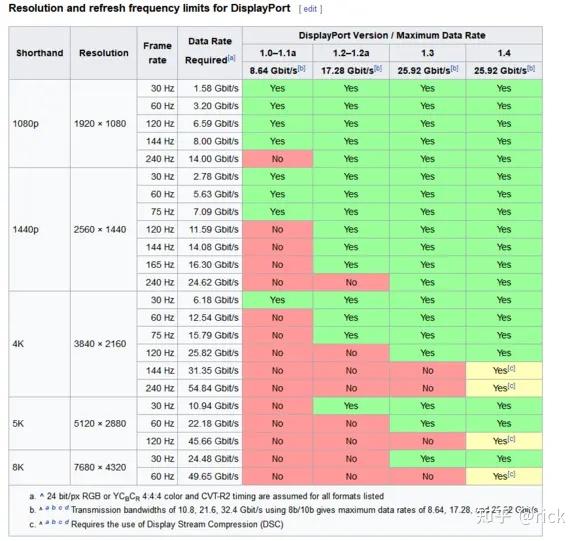 Resolution and refresh frequency limits for DisplayPort [ edit ]
Shorthand Resolution Frame rate Data Rate Required[a] DisplayPort Version / Maximum Data Rate
1.0–1.1a 1.2–1.2a 1.3 1.4
8.64 Gbit/s[b] 17.28 Gbit/s[b] 25.92 Gbit/s[b] 25.92 Gbit/s[b]
1080p 1920 × 1080 30 Hz 1.58 Gbit/s Yes Yes Yes Yes
60 Hz 3.20 Gbit/s Yes Yes Yes Yes
120 Hz 6.59 Gbit/s Yes Yes Yes Yes
144 Hz 8.00 Gbit/s Yes Yes Yes Yes
240 Hz 14.00 Gbit/s No Yes Yes Yes
1440p 2560 × 1440 30 Hz 2.78 Gbit/s Yes Yes Yes Yes
60 Hz 5.63 Gbit/s Yes Yes Yes Yes
75 Hz 7.09 Gbit/s Yes Yes Yes Yes
120 Hz 11.59 Gbit/s No Yes Yes Yes
144 Hz 14.08 Gbit/s No Yes Yes Yes
165 Hz 16.30 Gbit/s No Yes Yes Yes
240 Hz 24.62 Gbit/s No No Yes Yes
4K 3840 × 2160 30 Hz 6.18 Gbit/s Yes Yes Yes Yes
60 Hz 12.54 Gbit/s No Yes Yes Yes
75 Hz 15.79 Gbit/s No Yes Yes Yes
120 Hz 25.82 Gbit/s No No Yes Yes
144 Hz 31.35 Gbit/s No No No Yes[c]
240 Hz 54.84 Gbit/s No No No Yes[c]
5K 5120 × 2880 30 Hz 10.94 Gbit/s No Yes Yes Yes
60 Hz 22.18 Gbit/s No No Yes Yes
120 Hz 45.66 Gbit/s No No No Yes[c]
8K 7680 × 4320 30 Hz 24.48 Gbit/s No No Yes Yes
60 Hz 49.65 Gbit/s No No No Yes[c]
a. ^ 24 bit/px RGB or YCBCR 4:4:4 color and CVT-R2 timing are assumed for all formats listed
b. ^ a b c d Transmission bandwidths of 10.8, 21.6, 32.4 Gbit/s using 8b/10b gives maximum data rates of 8.64, 17.28, and 25.92 Gbit/s
c. ^ a b c d Requires the use of Display Stream Compression (DSC)
知乎 @rick